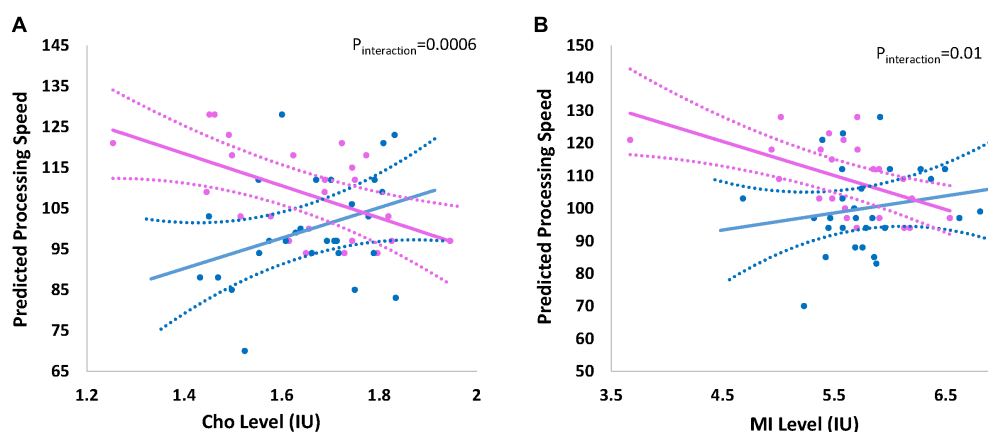 A
P interaction=0.0006
Predicted Processing Speed
145
135
125
115
105
95
85
75
65
1.2 1.4 1.6 1.8 2
Cho Level (IU)
B
P interaction=0.01
Predicted Processing Speed
150
140
130
120
110
100
90
80
70
60
50
3.5 4.5 5.5 6.5
MI Level (IU)